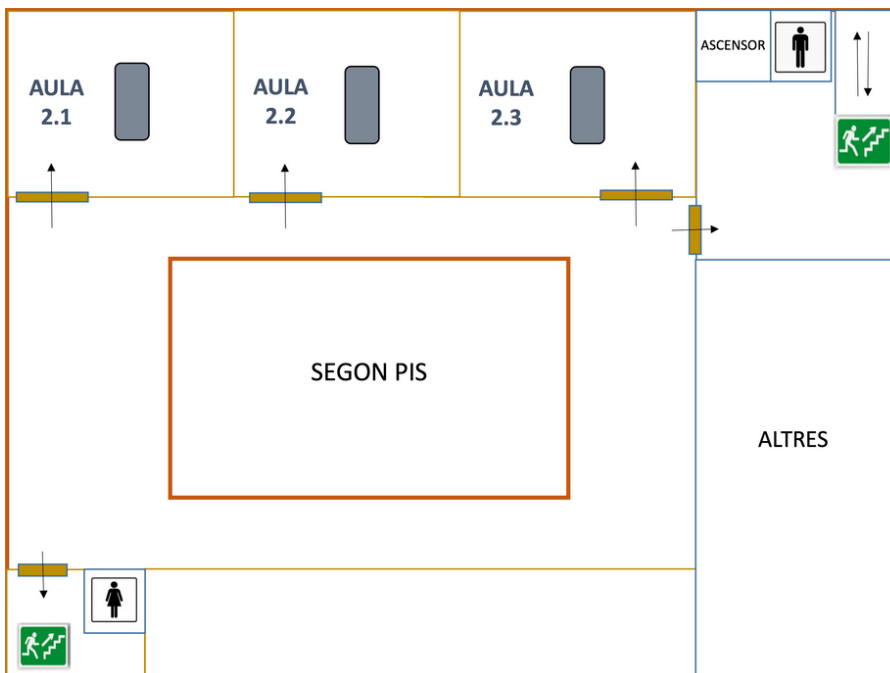 AULA
2.1
AULA
2.2
AULA
2.3
ASCENSOR
SEGON PIS
ALTRES